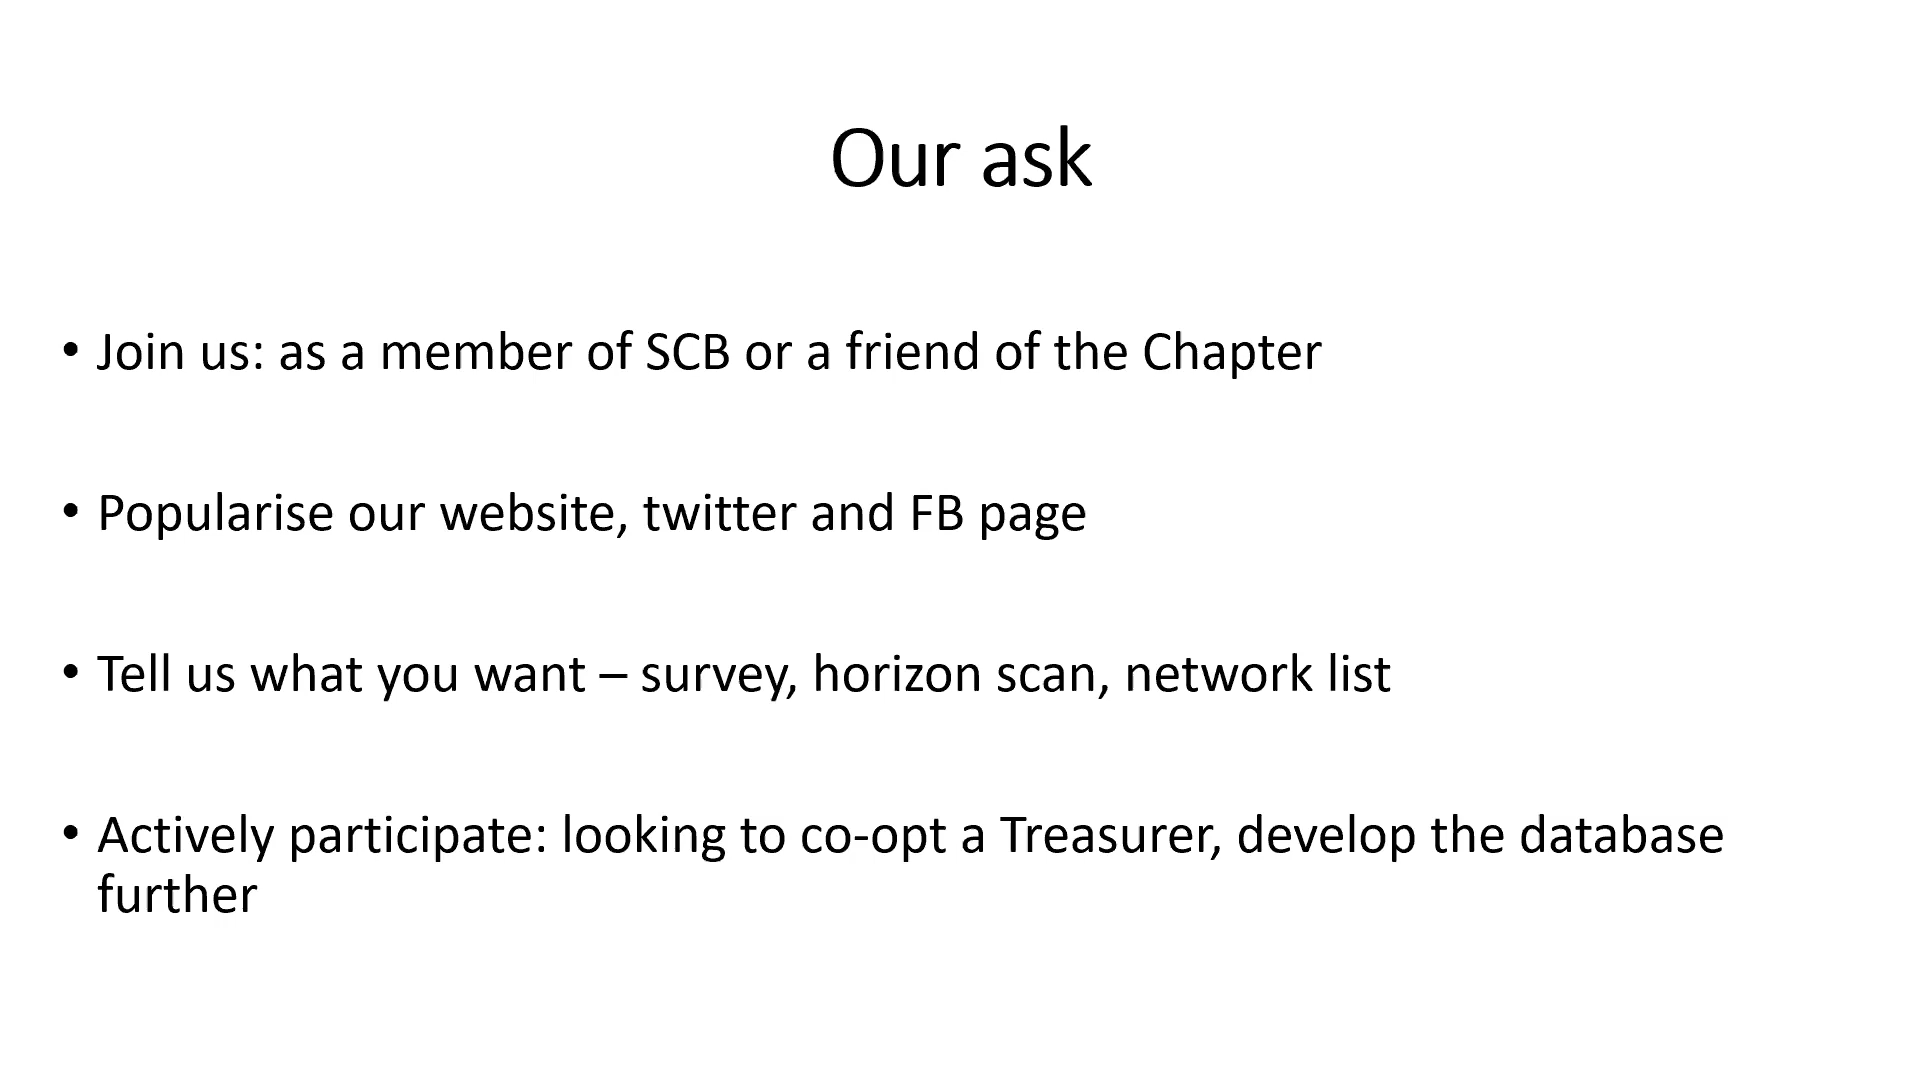 Our ask
• Join us: as a member of SCB or a friend of the Chapter
• Popularise our website, twitter and FB page
• Tell us what you want – survey, horizon scan, network list
• Actively participate: looking to co-opt a Treasurer, develop the database
further